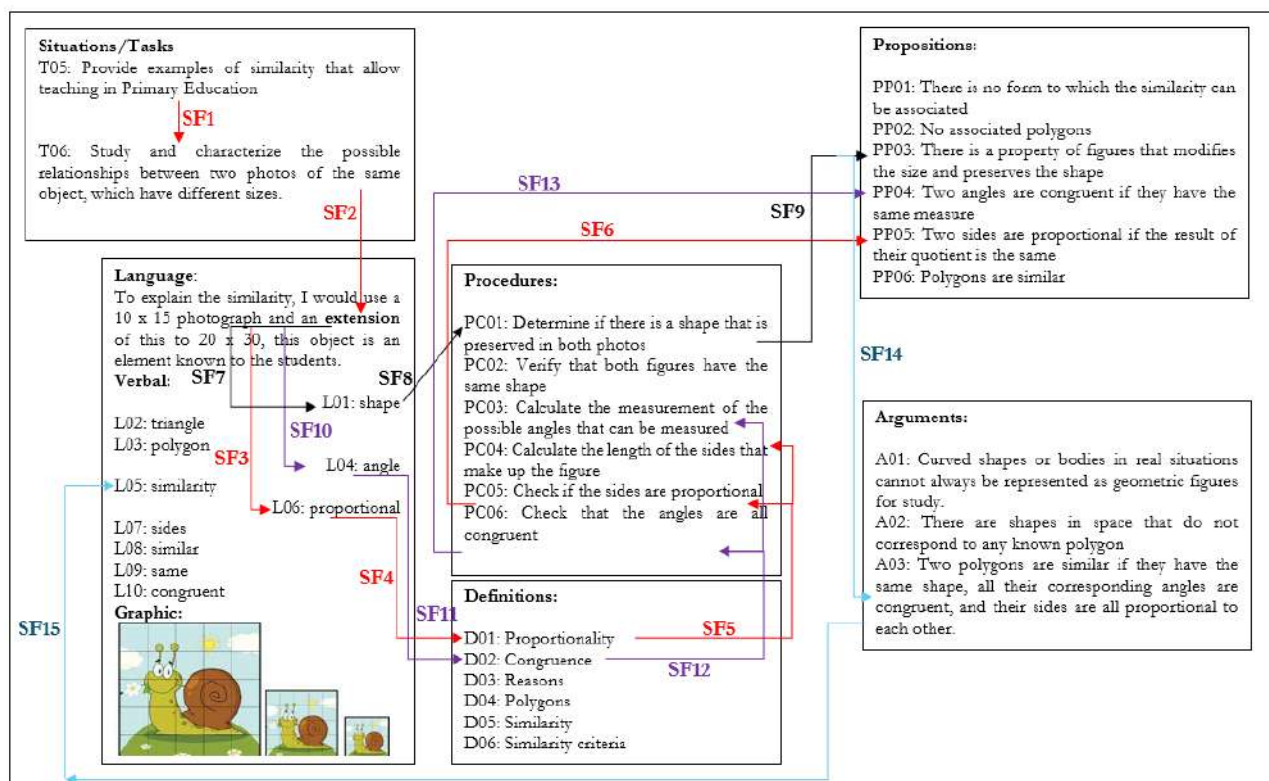 Situations/Tasks
T05: Provide examples of similarity that allow
teaching in Primary Education
SF1
T06: Study and characterize the possible
relationships between two photos of the same
object, which have different sizes.
SF2
Language:
To explain the similarity, I would use a
10 x 15 photograph and an extension
of this to 20 x 30, this object is an
element known to the students.
SF7
Verbal:
SF8
L01: shape
L02: triangle
L03: polygon
SF10
SF3
L04: angle
L05: similarity
L06: proportional
L07: sides
L08: similar
L09: same
L10: congruent
SF4
Graphic:
SF11
SF15
SF13
SF6
SF9
Procedures:
PC01: Determine if there is a shape that is
preserved in both photos
PC02: Verify that both figures have the
same shape
PC03: Calculate the measurement of the
possible angles that can be measured
PC04: Calculate the length of the sides that
make up the figure
PC05: Check if the sides are proportional
PC06: Check that the angles are all
congruent
Definitions:
D01: Proportionality
SF5
D02: Congruence
SF12
D03: Reasons
D04: Polygons
D05: Similarity
D06: Similarity criteria
Propositions:
PP01: There is no form to which the similarity can
be associated
PP02: No associated polygons
PP03: There is a property of figures that modifies
the size and preserves the shape
PP04: Two angles are congruent if they have the
same measure
PP05: Two sides are proportional if the result of
their quotient is the same
PP06: Polygons are similar
SF14
Arguments:
A01: Curved shapes or bodies in real situations
cannot always be represented as geometric figures
for study.
A02: There are shapes in space that do not
correspond to any known polygon
A03: Two polygons are similar if they have the
same shape, all their corresponding angles are
congruent, and their sides are all proportional to
each other.